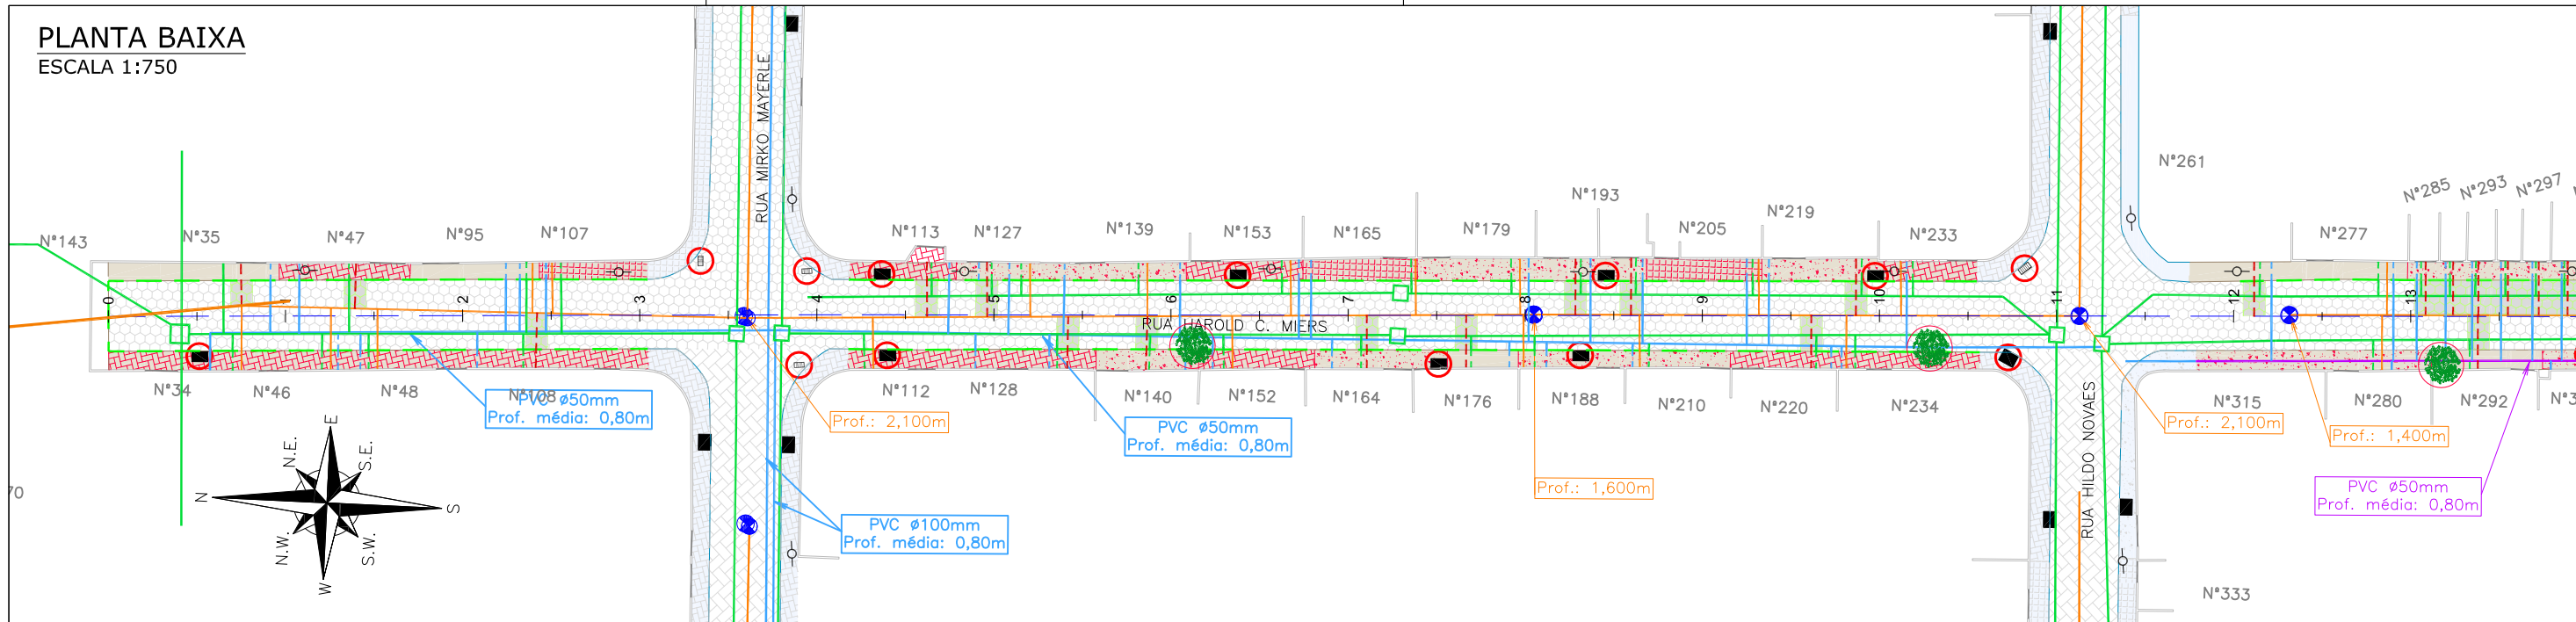 PLANTA BAIXA
ESCALA 1:750
RUA MIRKO MAYERLE
N°261
N°193
N°285
N°293
N°297
N°143
N°35
N°47
N°95
N°107
N°113
N°127
N°139
N°153
N°165
N°179
N°205
N°219
N°233
N°277
0
1
2
3
4
5
6
7
8
9
10
11
12
13
RUA HAROLD C. MIERS
N°34
N°46
N°48
N°108
N°112
N°128
N°140
N°152
N°164
N°176
N°188
N°210
N°220
N°234
N°315
N°280
N°292
PVC ø50mm
Prof. média: 0,80m
Prof.: 2,100m
PVC ø50mm
Prof. média: 0,80m
Prof.: 1,600m
RUA HILDO NOVAES
Prof.: 2,100m
Prof.: 1,400m
PVC ø50mm
Prof. média: 0,80m
PVC ø100mm
Prof. média: 0,80m
E
N.E.
S.E.
N
S
N.W.
S.W.
W
70
N°333